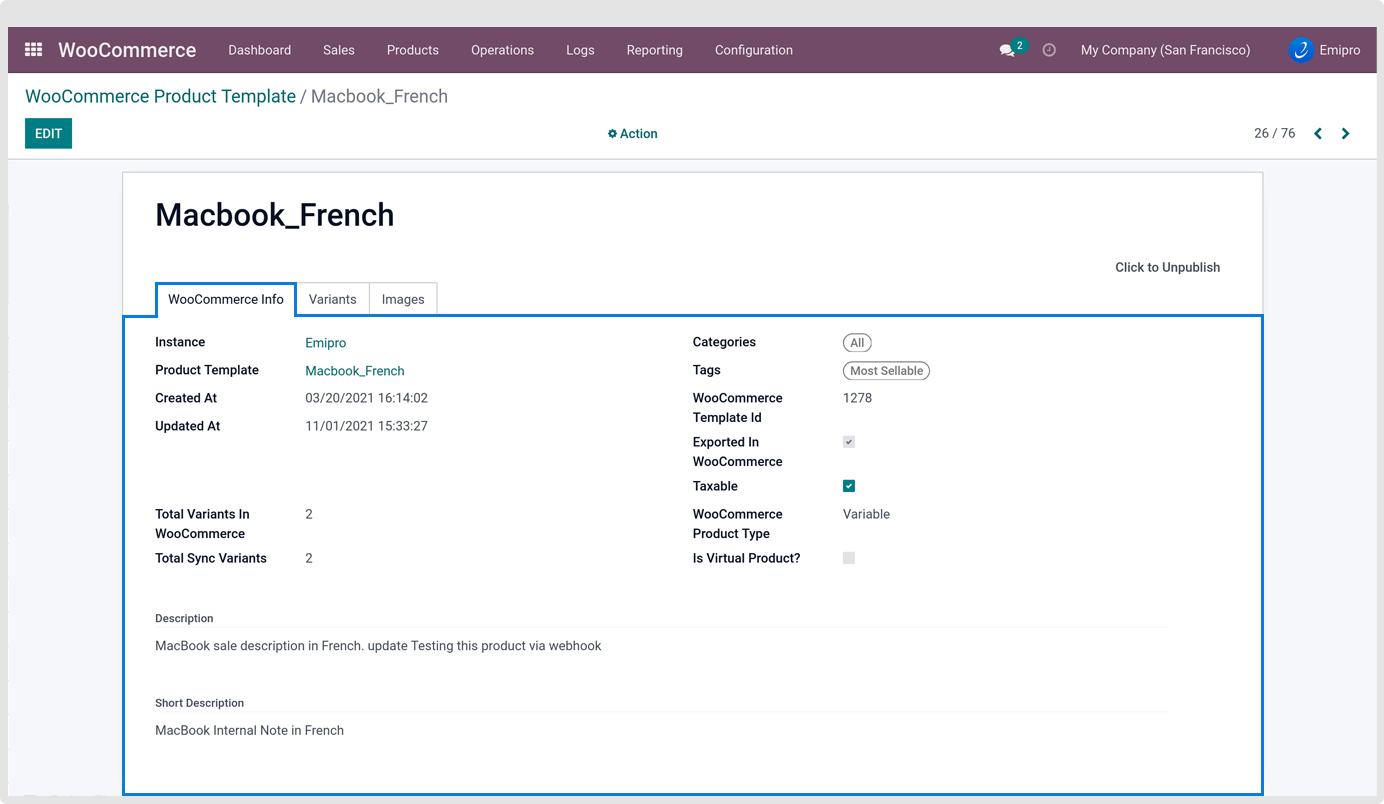 WooCommerce Dashboard Sales Products Operations Logs Reporting Configuration 2 My Company (San Francisco) Emipro
WooCommerce Product Template / Macbook_French
EDIT Action 26 / 76
Macbook_French
Click to Unpublish
WooCommerce Info Variants Images
Instance Emipro
Product Template Macbook_French
Created At 03/20/2021 16:14:02
Updated At 11/01/2021 15:33:27
Total Variants In
WooCommerce 2
Total Sync Variants 2
Categories All
Tags Most Sellable
WooCommerce 1278
Template Id
Exported In
WooCommerce
Taxable
WooCommerce Variable
Product Type
Is Virtual Product?
Description
MacBook sale description in French. update Testing this product via webhook
Short Description
MacBook Internal Note in French